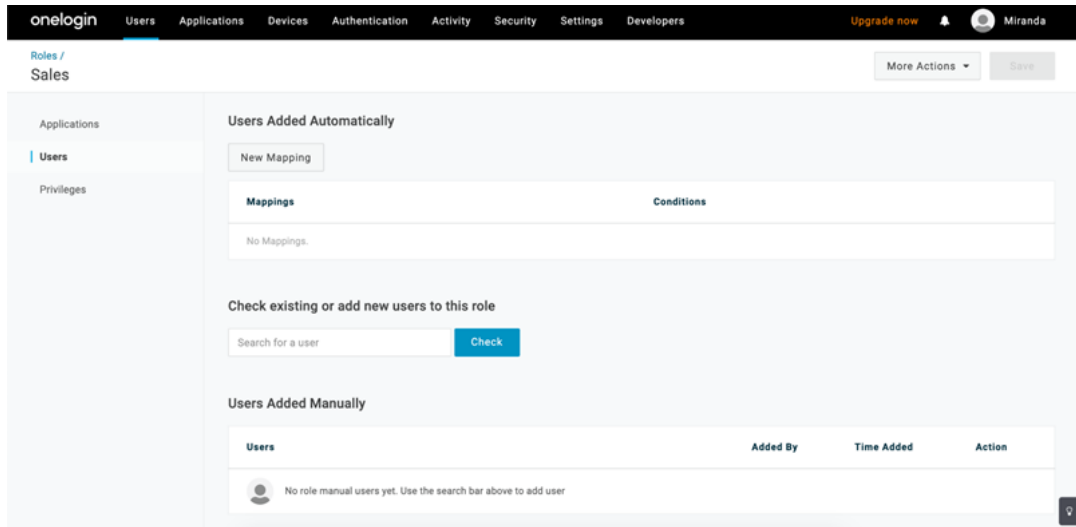 onelogin Users Applications Devices Authentication Activity Security Settings Developers Upgrade now Miranda
Roles /
Sales
More Actions Save
Applications
Users
Privileges
Users Added Automatically
New Mapping
Mappings Conditions
No Mappings.
Check existing or add new users to this role
Search for a user Check
Users Added Manually
Users Added By Time Added Action
No role manual users yet. Use the search bar above to add user